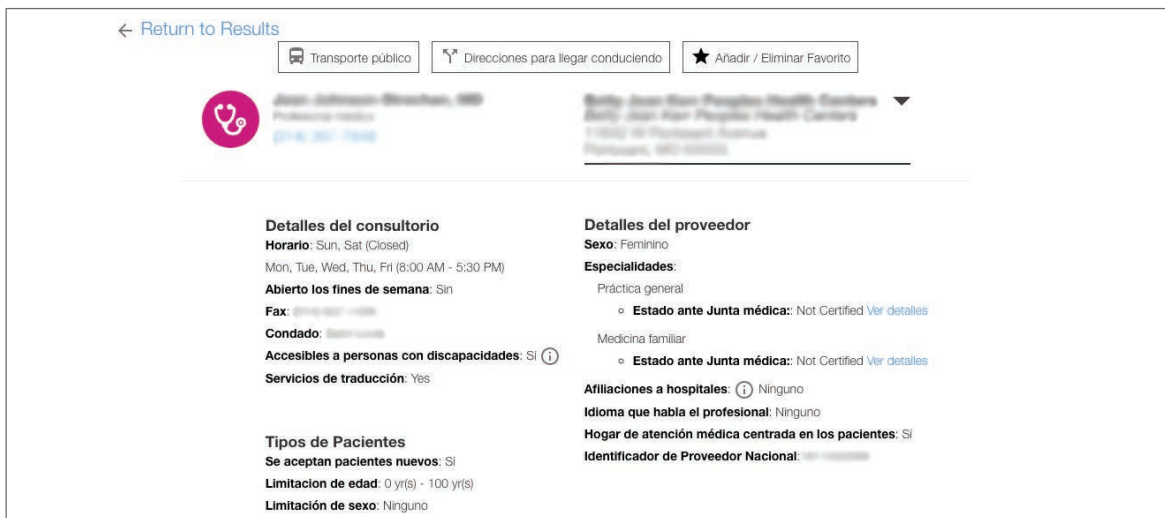 ← Return to Results
Transporte público
Direcciones para llegar conduciendo
Añadir / Eliminar Favorito
Detalles del consultorio
Horario: Sun, Sat (Closed)
Mon, Tue, Wed, Thu, Fri (8:00 AM - 5:30 PM)
Abierto los fines de semana: Sin
Fax:
Condado:
Accesibles a personas con discapacidades: Sí
Servicios de traducción: Yes
Tipos de Pacientes
Se aceptan pacientes nuevos: Sí
Limitacion de edad: 0 yr(s) - 100 yr(s)
Limitación de sexo: Ninguno
Detalles del proveedor
Sexo: Feminino
Especialidades:
Práctica general
Estado ante Junta médica:: Not Certified Ver detalles
Medicina familiar
Estado ante Junta médica:: Not Certified Ver detalles
Afiliaciones a hospitales: Ninguno
Idioma que habla el profesional: Ninguno
Hogar de atención médica centrada en los pacientes: Sí
Identificador de Proveedor Nacional: